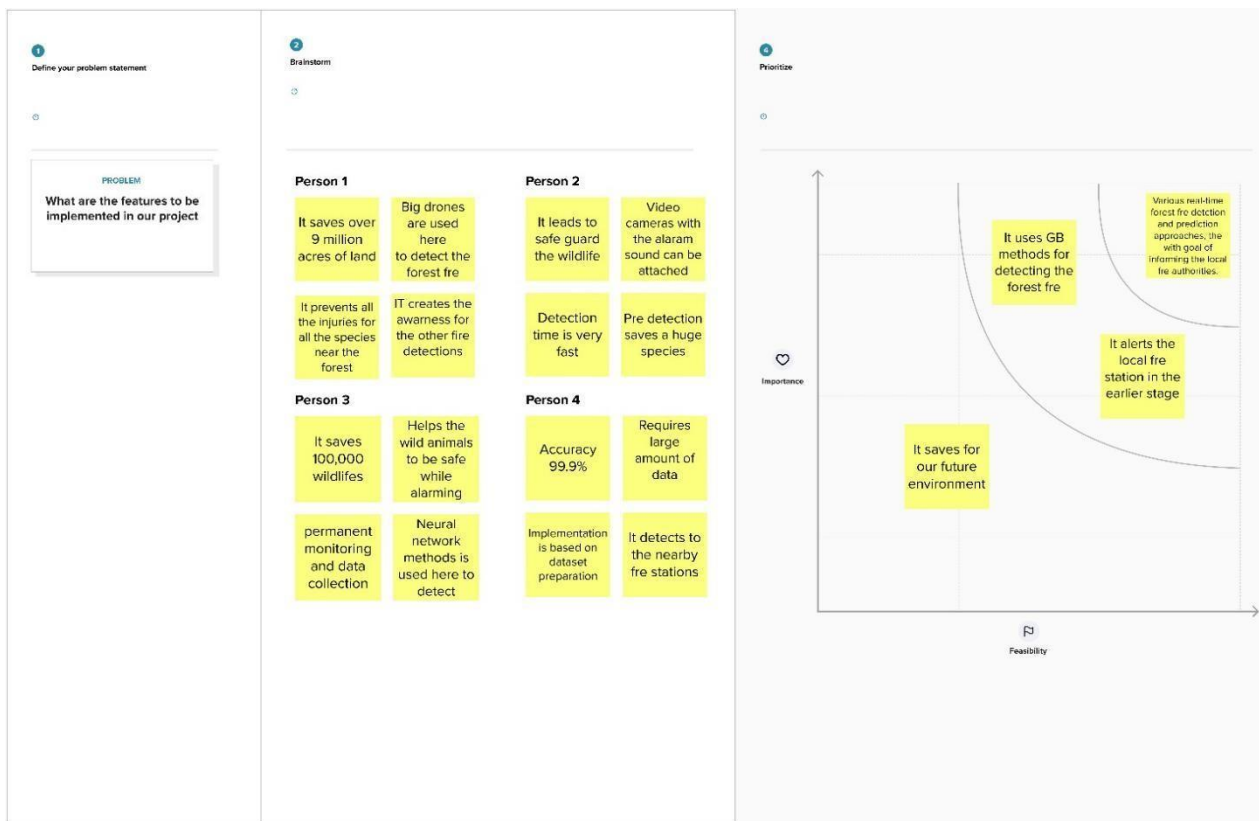 1
Define your problem statement
PROBLEM
What are the features to be
implemented in our project
2
Brainstorm
Person 1
It saves over
9 million
acres of land
Big drones
are used
here
to detect the
forest fre
It prevents all
the injuries for
all the species
near the
forest
IT creates the
awarness for
the other fire
detections
Person 2
It leads to
safe guard
the wildlife
Video
cameras with
the alaram
sound can be
attached
Detection
time is very
fast
Pre detection
saves a huge
species
Person 3
It saves
100,000
wildlifes
Helps the
wild animals
to be safe
while
alarming
permanent
monitoring
and data
collection
Neural
network
methods is
used here to
detect
Person 4
Accuracy
99.9%
Requires
large
amount of
data
Implementation
is based on
dataset
preparation
It detects to
the nearby
fre stations
4
Prioritize
Importance
Various real-time
forest fre detction
and prediction
approaches, the
with goal of
informing the local
fre authorities.
It uses GB
methods for
detecting the
forest fre
It alerts the
local fre
station in the
earlier stage
It saves for
our future
environment
Feasibility